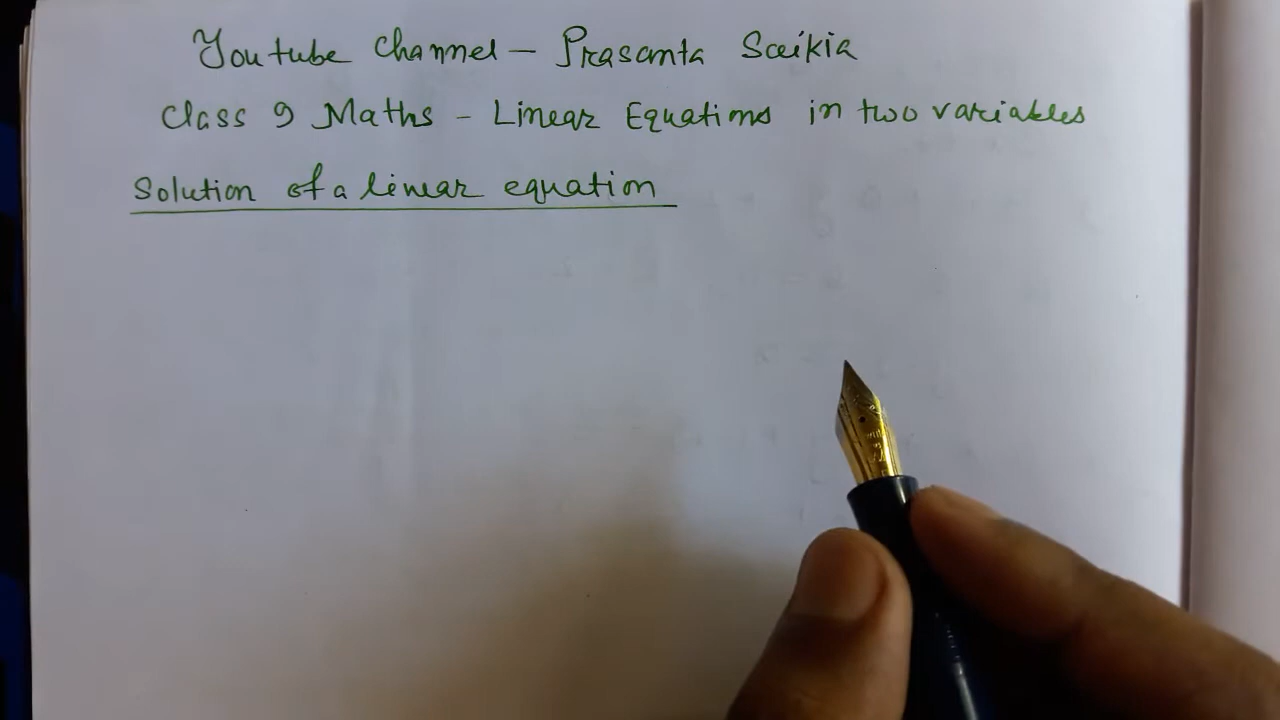 Youtube Channel - Prasanta Saikia
Class 9 Maths - Linear Equations in two variables
Solution of a linear equation